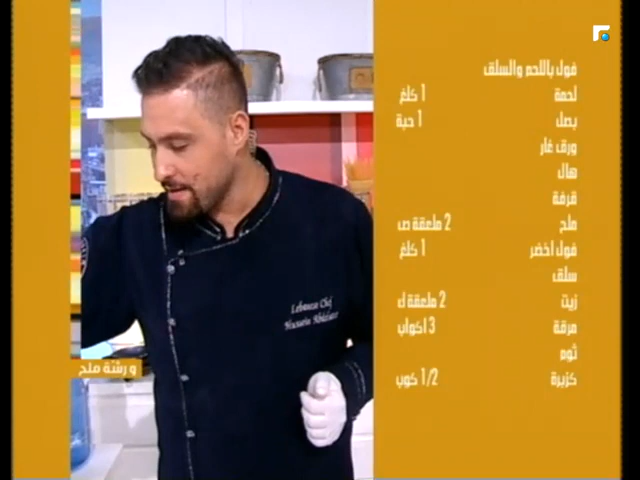 فول باللحم والسلق
لحمة 1 كلغ
بصل 1 حبة
ورق غار
هال
قرفة
ملح 2 ملعقة ص
فول اخضر 1 كلغ
سلق
زيت 2 ملعقة ك
مرقة 3 اكواب
ثوم
كزبرة 1/2 كوب
و رشة ملح
Lebanese Chef